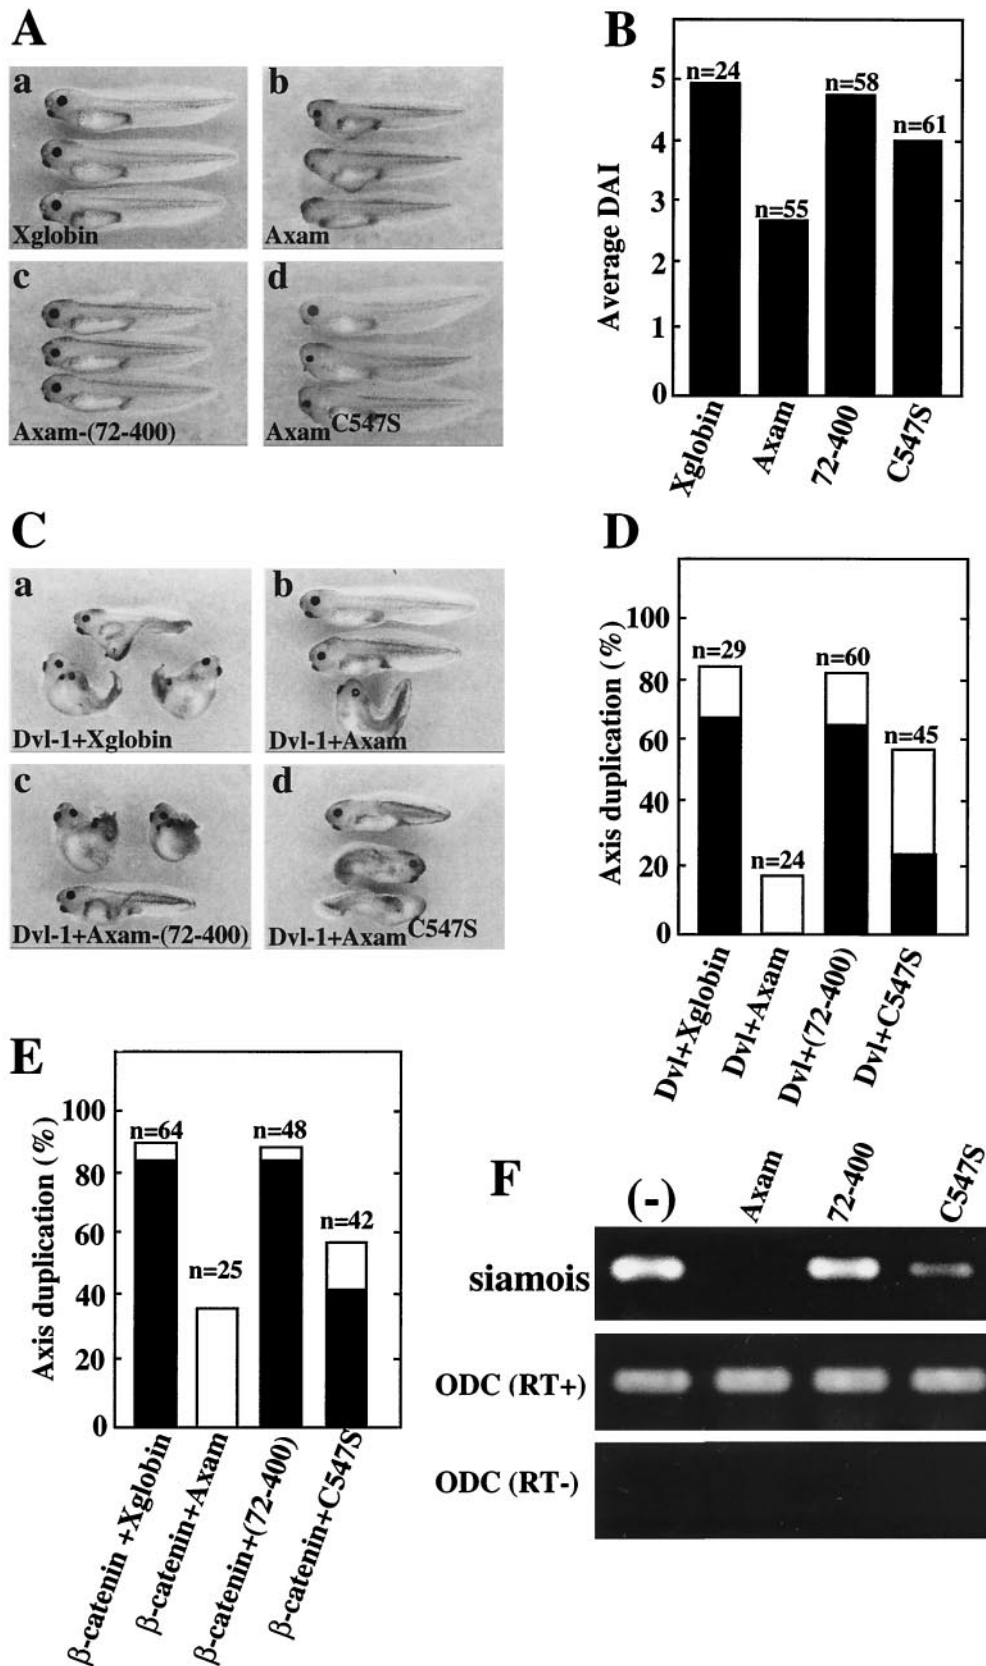 A
a
Xglobin
b
Axam
c
Axam-(72-400)
d
Axam C547S
B
Average DAI
5
4
3
2
1
0
n=24
n=55
n=58
n=61
Xglobin
Axam
72-400
C547S
C
a
Dvl-1+Xglobin
b
Dvl-1+Axam
c
Dvl-1+Axam-(72-400)
d
Dvl-1+Axam C547S
D
Axis duplication (%)
100
80
60
40
20
0
n=29
n=24
n=60
n=45
Dvl+Xglobin
Dvl+Axam
Dvl+(72-400)
Dvl+C547S
E
Axis duplication (%)
100
80
60
40
20
0
n=64
n=25
n=48
n=42
β-catenin +Xglobin
β-catenin+Axam
β-catenin+(72-400)
β-catenin+C547S
F
(-)
Axam
72-400
C547S
siamois
ODC (RT+)
ODC (RT-)